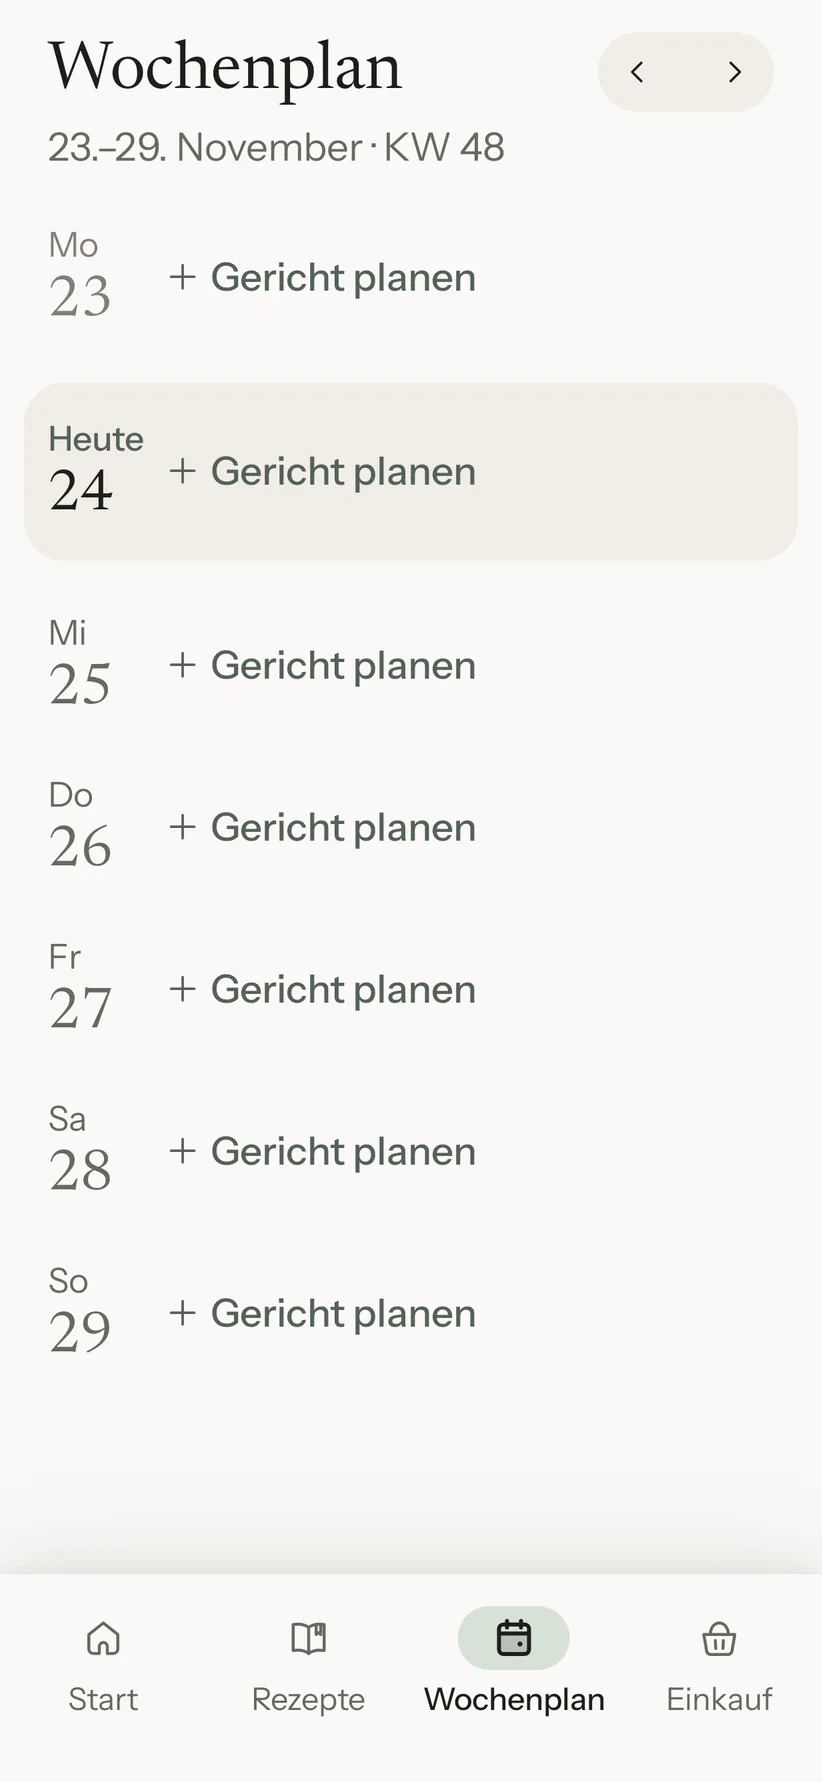 Wochenplan
23.–29. November · KW 48
Mo
23
+ Gericht planen
Heute
24
+ Gericht planen
Mi
25
+ Gericht planen
Do
26
+ Gericht planen
Fr
27
+ Gericht planen
Sa
28
+ Gericht planen
So
29
+ Gericht planen
Start
Rezepte
Wochenplan
Einkauf